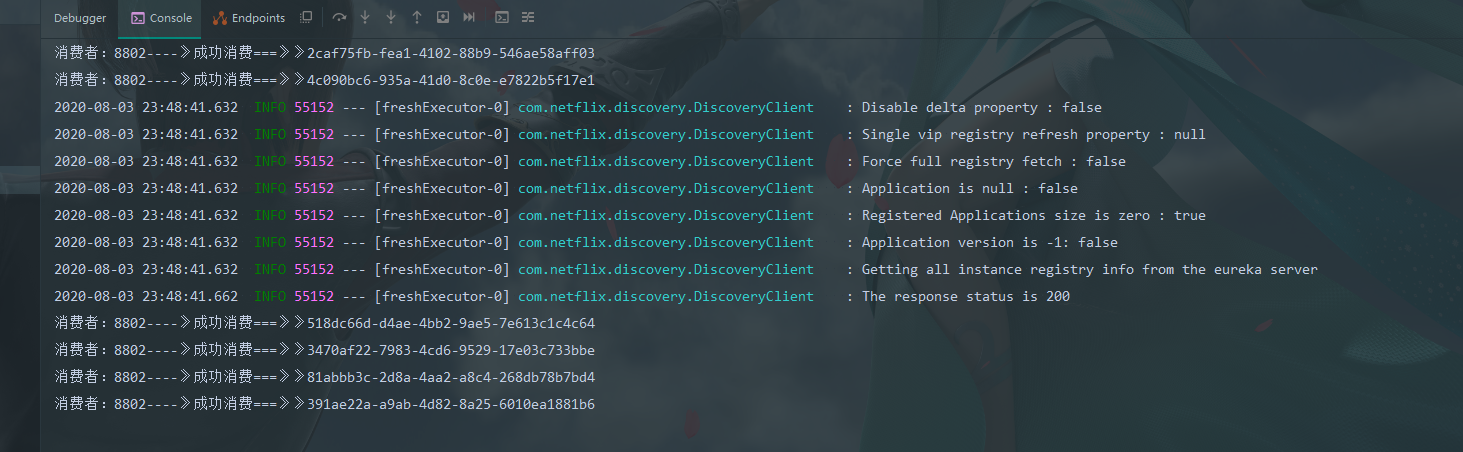 Debugger Console Endpoints
消费者：8802----》成功消费===》》2caf75fb-fea1-4102-88b9-546ae58aff03
消费者：8802----》成功消费===》》4c090bc6-935a-41d0-8c0e-e7822b5f17e1
2020-08-03 23:48:41.632  INFO 55152 --- [freshExecutor-0] com.netflix.discovery.DiscoveryClient    : Disable delta property : false
2020-08-03 23:48:41.632  INFO 55152 --- [freshExecutor-0] com.netflix.discovery.DiscoveryClient    : Single vip registry refresh property : null
2020-08-03 23:48:41.632  INFO 55152 --- [freshExecutor-0] com.netflix.discovery.DiscoveryClient    : Force full registry fetch : false
2020-08-03 23:48:41.632  INFO 55152 --- [freshExecutor-0] com.netflix.discovery.DiscoveryClient    : Application is null : false
2020-08-03 23:48:41.632  INFO 55152 --- [freshExecutor-0] com.netflix.discovery.DiscoveryClient    : Registered Applications size is zero : true
2020-08-03 23:48:41.632  INFO 55152 --- [freshExecutor-0] com.netflix.discovery.DiscoveryClient    : Application version is -1: false
2020-08-03 23:48:41.632  INFO 55152 --- [freshExecutor-0] com.netflix.discovery.DiscoveryClient    : Getting all instance registry info from the eureka server
2020-08-03 23:48:41.662  INFO 55152 --- [freshExecutor-0] com.netflix.discovery.DiscoveryClient    : The response status is 200
消费者：8802----》成功消费===》》518dc66d-d4ae-4bb2-9ae5-7e613c1c4c64
消费者：8802----》成功消费===》》3470af22-7983-4cd6-9529-17e03c733bbe
消费者：8802----》成功消费===》》81abbb3c-2d8a-4aa2-a8c4-268db78b7bd4
消费者：8802----》成功消费===》》391ae22a-a9ab-4d82-8a25-6010ea1881b6